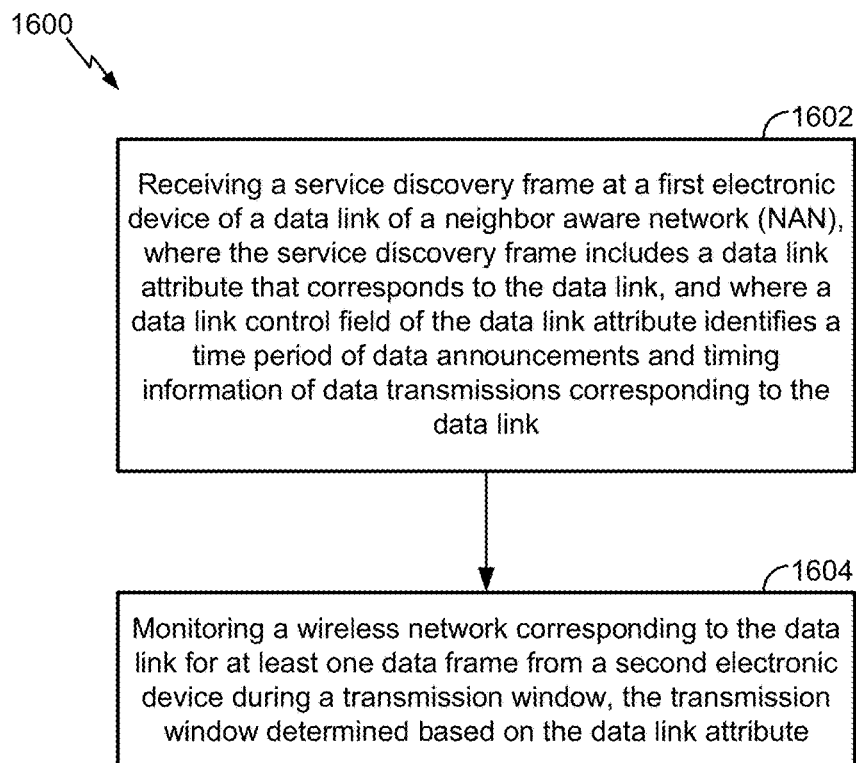 1600
1602
Receiving a service discovery frame at a first electronic
device of a data link of a neighbor aware network (NAN),
where the service discovery frame includes a data link
attribute that corresponds to the data link, and where a
data link control field of the data link attribute identifies a
time period of data announcements and timing
information of data transmissions corresponding to the
data link
1604
Monitoring a wireless network corresponding to the data
link for at least one data frame from a second electronic
device during a transmission window, the transmission
window determined based on the data link attribute